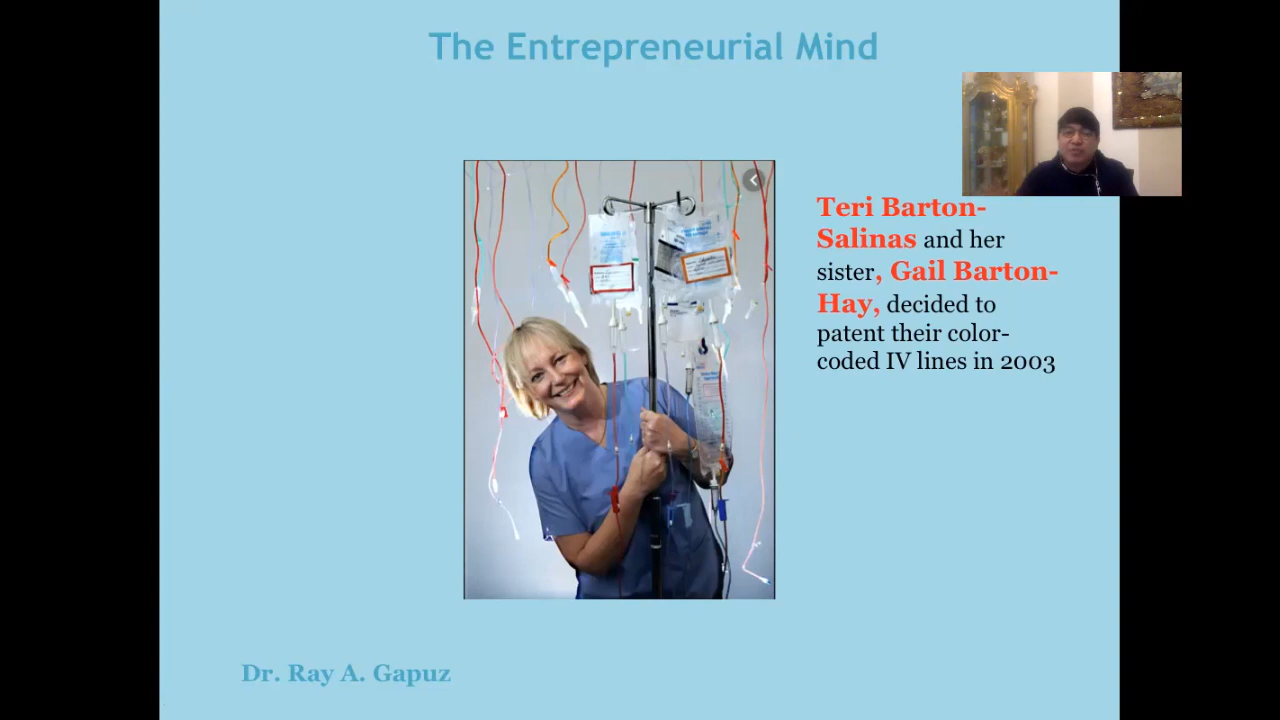 The Entrepreneurial Mind
Teri Barton-
Salinas and her
sister, Gail Barton-
Hay, decided to
patent their color-
coded IV lines in 2003
Dr. Ray A. Gapuz